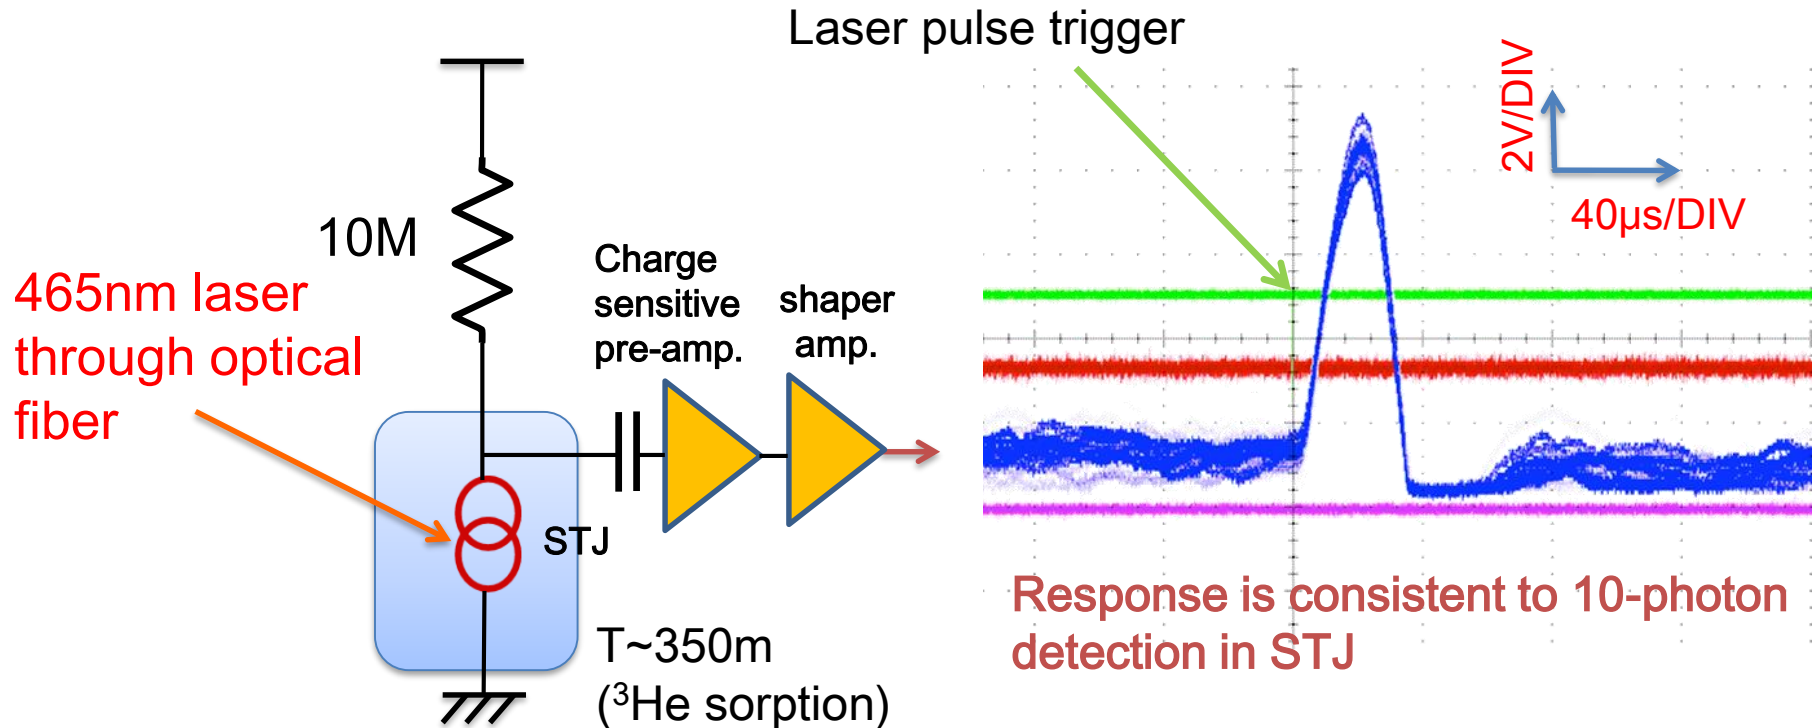 Laser pulse trigger
2V/DIV
40µs/DIV
10M
465nm laser
through optical
fiber
Charge
sensitive
pre-amp.
shaper
amp.
STJ
T~350m
(³He sorption)
Response is consistent to 10-photon
detection in STJ